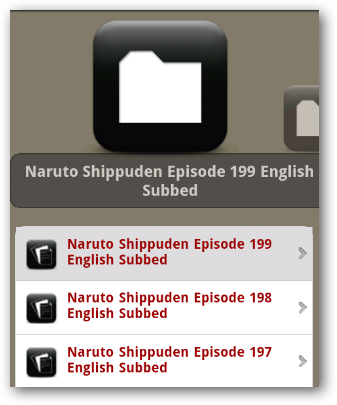 Naruto Shippuden Episode 199 English
Subbed
Naruto Shippuden Episode 199
English Subbed
Naruto Shippuden Episode 198
English Subbed
Naruto Shippuden Episode 197
English Subbed